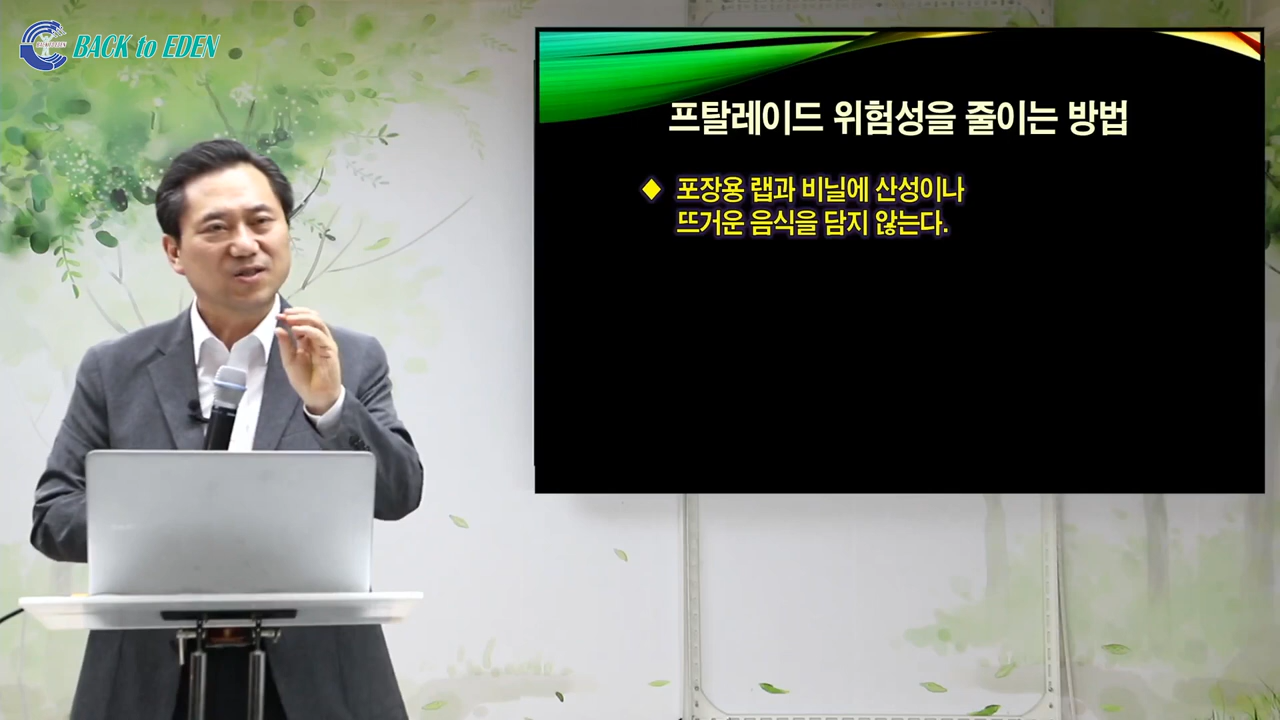 BACK to EDEN
프탈레이드 위험성을 줄이는 방법
포장용 랩과 비닐에 산성이나
뜨거운 음식을 담지 않는다.